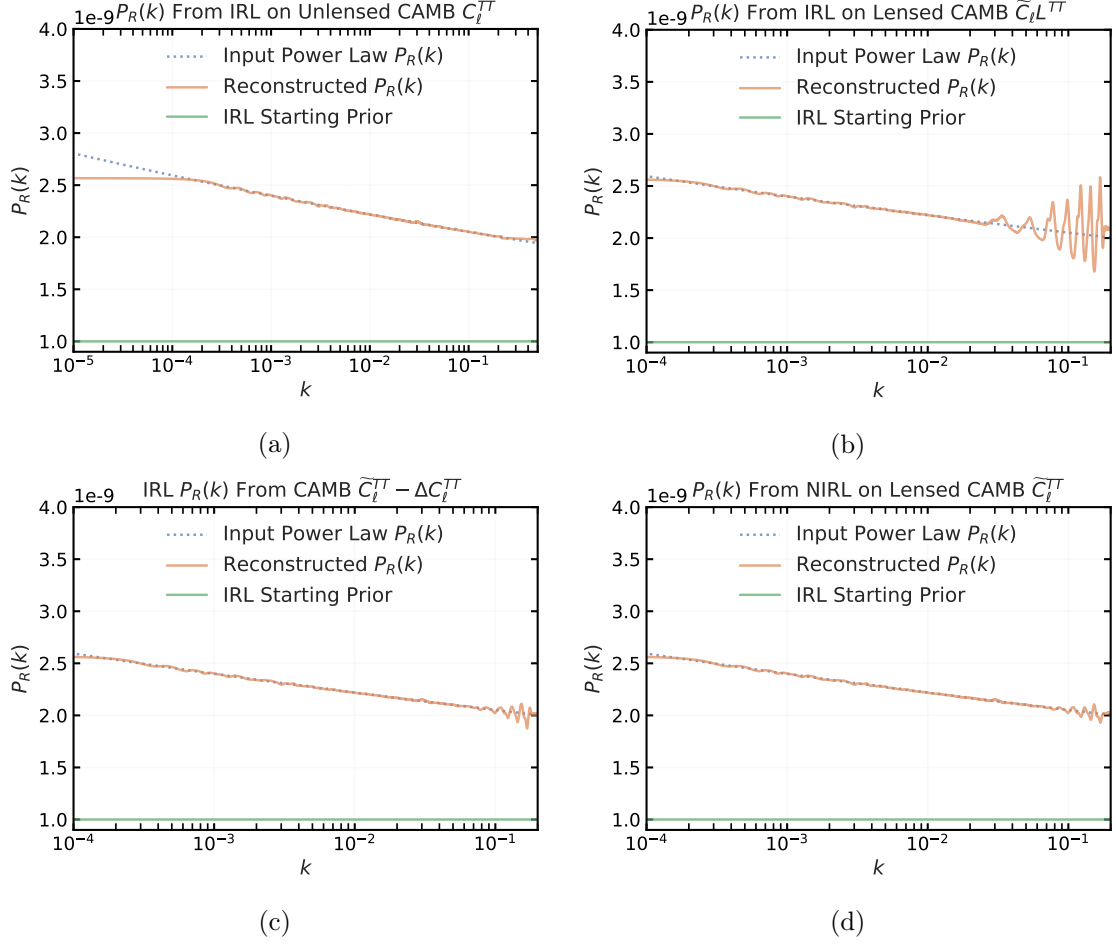 P_R(k) From IRL on Unlensed CAMB C_ℓ^{TT}
1e-9
4.0
3.5
3.0
2.5
2.0
1.5
1.0
P_R(k)
Input Power Law P_R(k)
Reconstructed P_R(k)
IRL Starting Prior
10^{-5} 10^{-4} 10^{-3} 10^{-2} 10^{-1}
k
(a)
P_R(k) From IRL on Lensed CAMB \widetilde{C}_ℓL^{TT}
1e-9
4.0
3.5
3.0
2.5
2.0
1.5
1.0
P_R(k)
Input Power Law P_R(k)
Reconstructed P_R(k)
IRL Starting Prior
10^{-4} 10^{-3} 10^{-2} 10^{-1}
k
(b)
IRL P_R(k) From CAMB \widetilde{C}_ℓ^{TT} − ΔC_ℓ^{TT}
1e-9
4.0
3.5
3.0
2.5
2.0
1.5
1.0
P_R(k)
Input Power Law P_R(k)
Reconstructed P_R(k)
IRL Starting Prior
10^{-4} 10^{-3} 10^{-2} 10^{-1}
k
(c)
P_R(k) From NIRL on Lensed CAMB \widetilde{C}_ℓ^{TT}
1e-9
4.0
3.5
3.0
2.5
2.0
1.5
1.0
P_R(k)
Input Power Law P_R(k)
Reconstructed P_R(k)
IRL Starting Prior
10^{-4} 10^{-3} 10^{-2} 10^{-1}
k
(d)